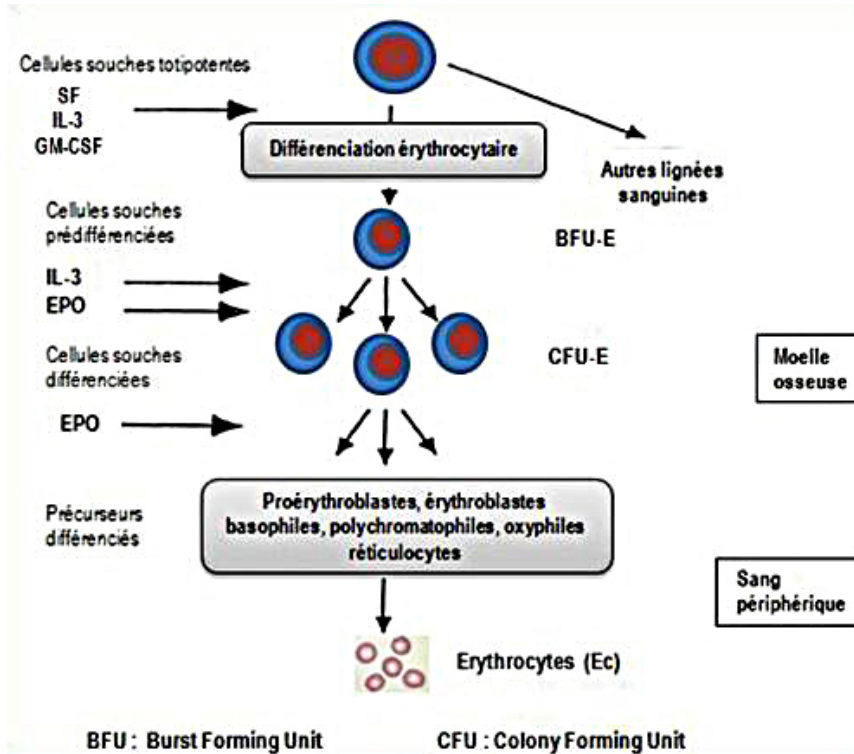 Cellules souches totipotentes
SF
IL-3
GM-CSF
Différenciation érythrocytaire
Autres lignées
sanguines
Cellules souches
prédifférenciées
BFU-E
IL-3
EPO
Cellules souches
différenciées
CFU-E
Moelle
osseuse
EPO
Précurseurs
différenciés
Proérythroblastes, érythroblastes
basophiles, polychromatophiles, oxyphiles
réticulocytes
Sang
périphérique
Erythrocytes (Ec)
BFU : Burst Forming Unit
CFU : Colony Forming Unit